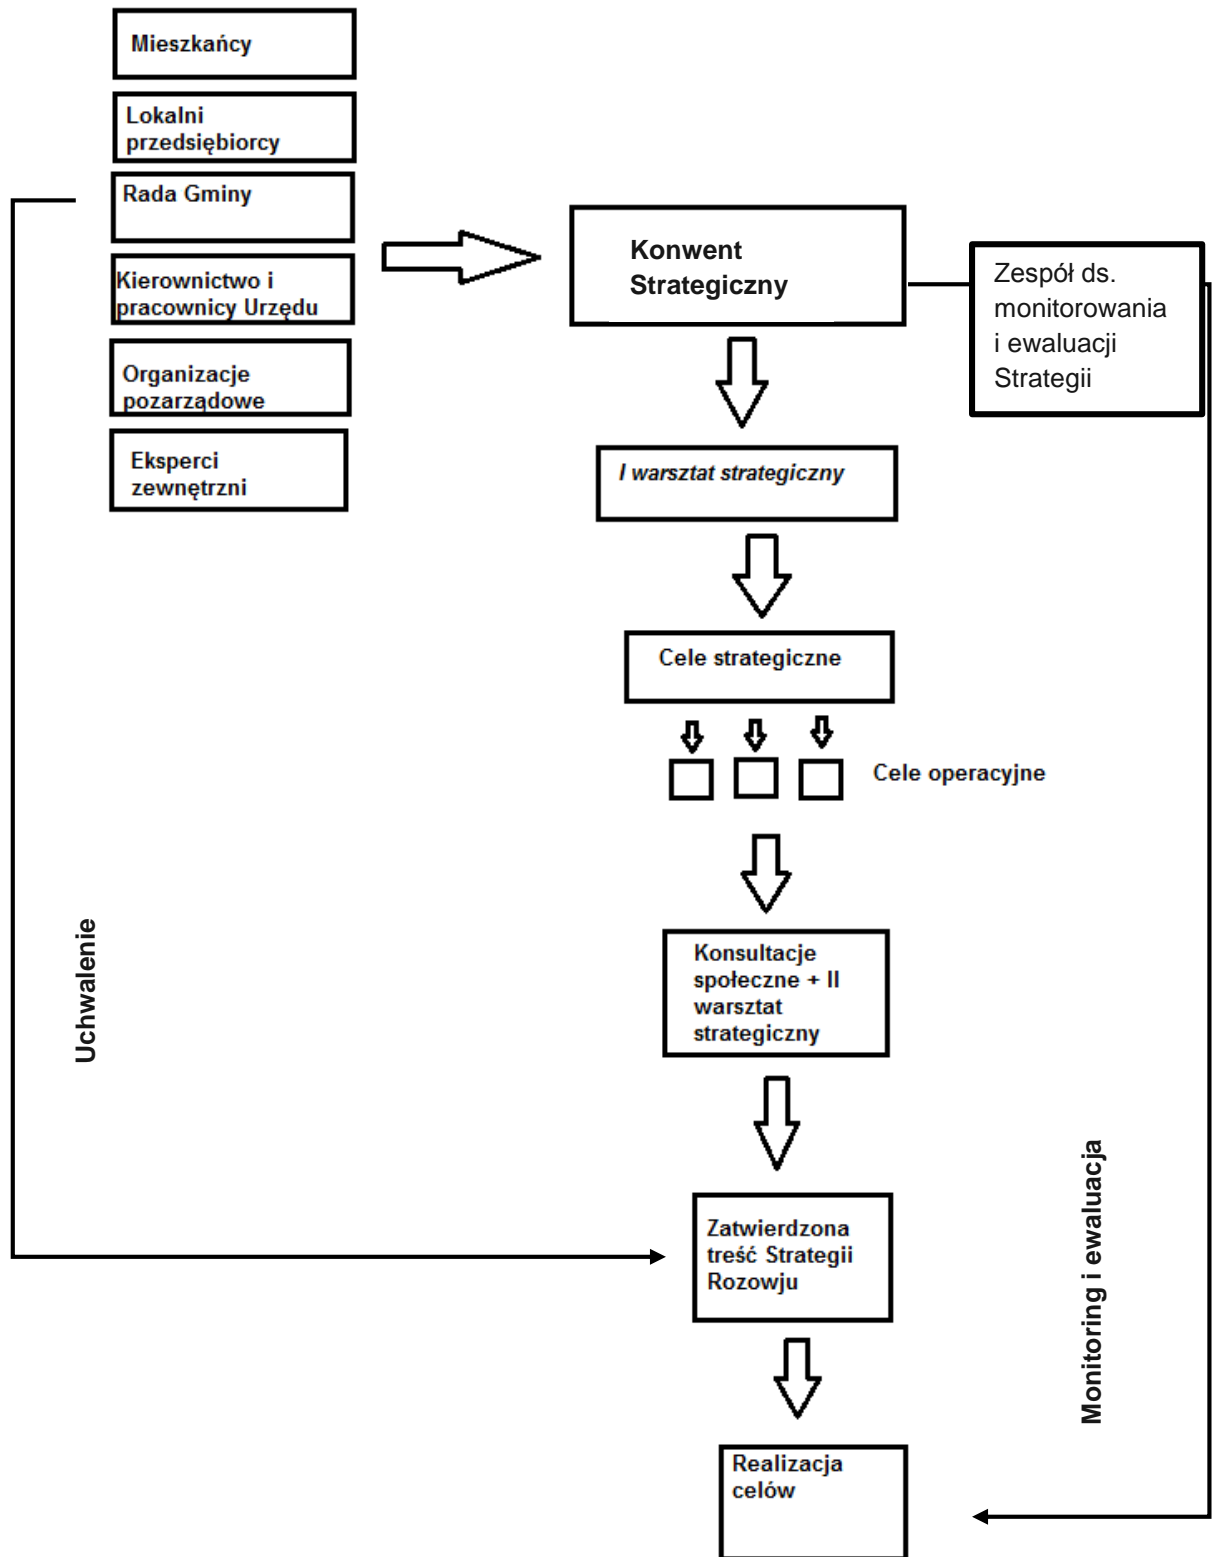 Mieszkańcy
Lokalni
przedsiębiorcy
Rada Gminy
Kierownictwo i
pracownicy Urzędu
Organizacje
pozarządowe
Eksperci
zewnętrzni
Konwent
Strategiczny
Zespół ds.
monitorowania
i ewaluacji
Strategii
I warsztat strategiczny
Cele strategiczne
Cele operacyjne
Konsultacje
społeczne + II
warsztat
strategiczny
Uchwalenie
Zatwierdzona
treść Strategii
Rozowju
Monitoring i ewaluacja
Realizacja
celów